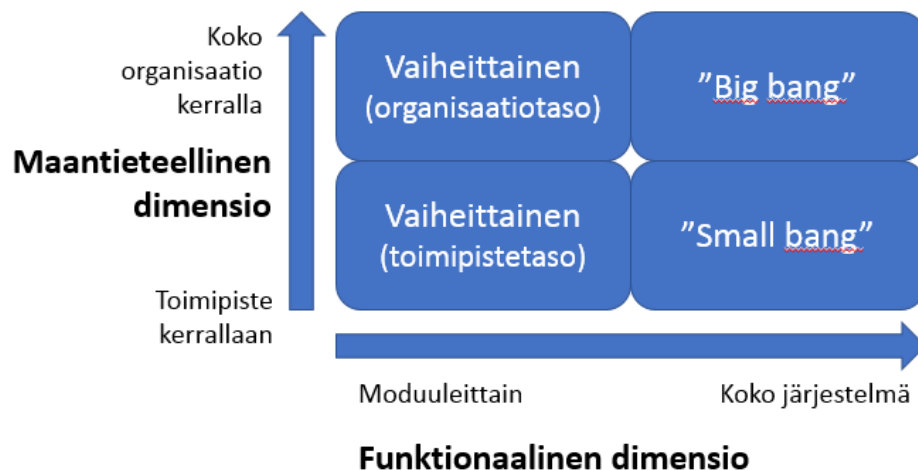 Koko
organisaatio
kerralla
Maantieteellinen
dimensio
Toimipiste
kerrallaan
Vaiheittainen
(organisaatiotaso)
”Big bang”
Vaiheittainen
(toimipistetaso)
”Small bang”
Moduuleittain
Koko järjestelmä
Funktionaalinen dimensio